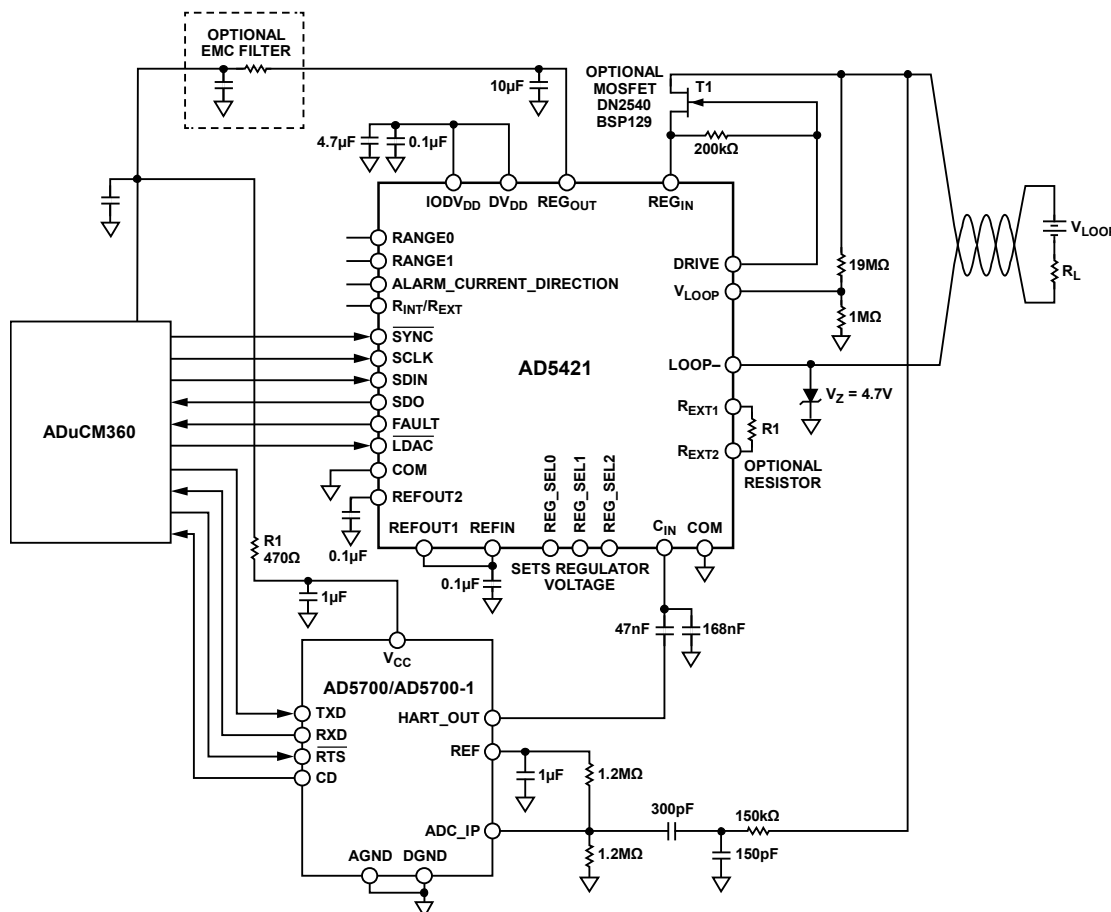 OPTIONAL
EMC FILTER
10µF
OPTIONAL
MOSFET
DN2540
BSP129
T1
200kΩ
4.7µF
0.1µF
IODVDD
DVDD
REGOUT
REGIN
RANGE0
RANGE1
ALARM_CURRENT_DIRECTION
RINT/REXT
SYNC
SCLK
SDIN
SDO
FAULT
LDAC
COM
REFOUT2
AD5421
DRIVE
VLOOP
LOOP–
REXT1
REXT2
19MΩ
1MΩ
VLOOP
RL
VZ = 4.7V
R1
OPTIONAL
RESISTOR
ADuCM360
REFOUT1
REFIN
REG_SEL0
REG_SEL1
REG_SEL2
CIN
COM
SETS REGULATOR
VOLTAGE
0.1µF
0.1µF
R1
470Ω
1µF
47nF
168nF
VCC
AD5700/AD5700-1
TXD
RXD
RTS
CD
HART_OUT
REF
ADC_IP
AGND
DGND
1µF
1.2MΩ
1.2MΩ
300pF
150kΩ
150pF